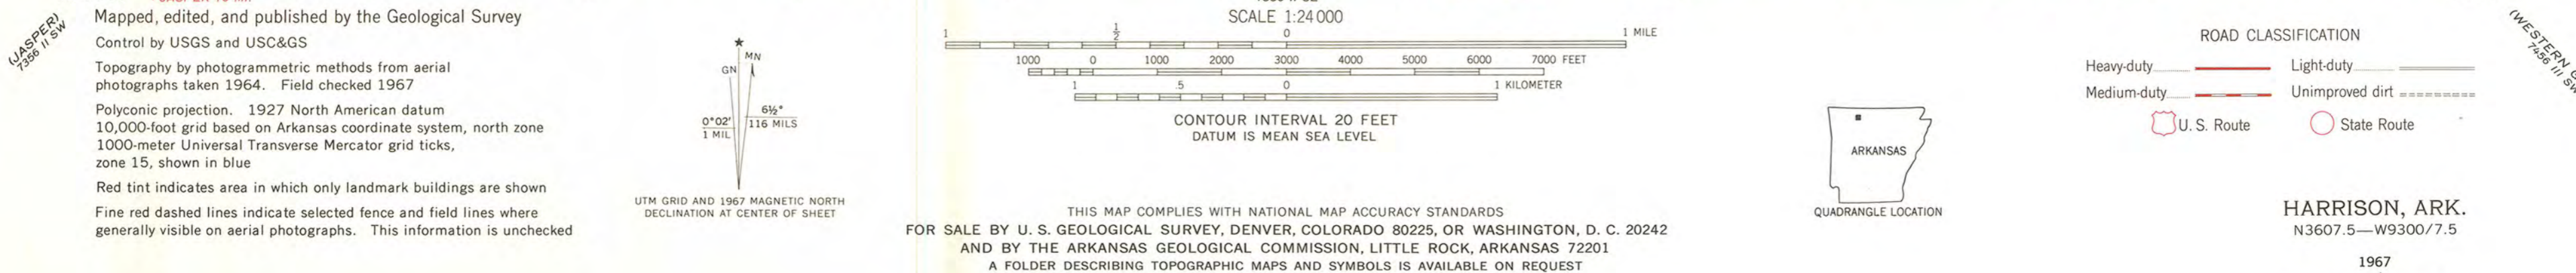 (JASPER)
7356 II SW
Mapped, edited, and published by the Geological Survey
Control by USGS and USC&GS
Topography by photogrammetric methods from aerial
photographs taken 1964. Field checked 1967
Polyconic projection. 1927 North American datum
10,000-foot grid based on Arkansas coordinate system, north zone
1000-meter Universal Transverse Mercator grid ticks,
zone 15, shown in blue
Red tint indicates area in which only landmark buildings are shown
Fine red dashed lines indicate selected fence and field lines where
generally visible on aerial photographs. This information is unchecked
★
MN
GN
0°02′
1 MIL
6½°
116 MILS
UTM GRID AND 1967 MAGNETIC NORTH
DECLINATION AT CENTER OF SHEET
SCALE 1:24 000
1 ½ 0 1 MILE
1000 0 1000 2000 3000 4000 5000 6000 7000 FEET
1 .5 0 1 KILOMETER
CONTOUR INTERVAL 20 FEET
DATUM IS MEAN SEA LEVEL
THIS MAP COMPLIES WITH NATIONAL MAP ACCURACY STANDARDS
FOR SALE BY U. S. GEOLOGICAL SURVEY, DENVER, COLORADO 80225, OR WASHINGTON, D. C. 20242
AND BY THE ARKANSAS GEOLOGICAL COMMISSION, LITTLE ROCK, ARKANSAS 72201
A FOLDER DESCRIBING TOPOGRAPHIC MAPS AND SYMBOLS IS AVAILABLE ON REQUEST
ARKANSAS
QUADRANGLE LOCATION
ROAD CLASSIFICATION
Heavy-duty Light-duty
Medium-duty Unimproved dirt
U. S. Route State Route
HARRISON, ARK.
N3607.5—W9300/7.5
1967
(WESTERN
7456 III SW